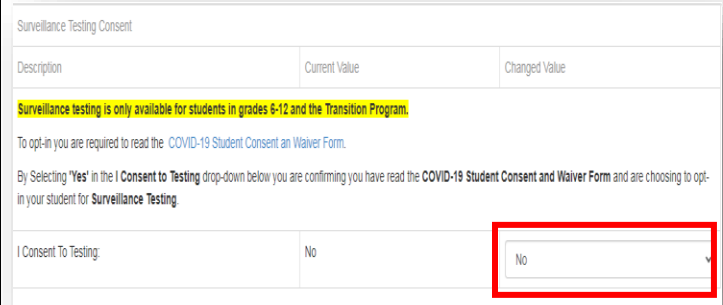 Surveillance Testing Consent
Description Current Value Changed Value
Surveillance testing is only available for students in grades 6-12 and the Transition Program.
To opt-in you are required to read the COVID-19 Student Consent an Waiver Form.
By Selecting 'Yes' in the I Consent to Testing drop-down below you are confirming you have read the COVID-19 Student Consent and Waiver Form and are choosing to opt-
in your student for Surveillance Testing.
I Consent To Testing: No No